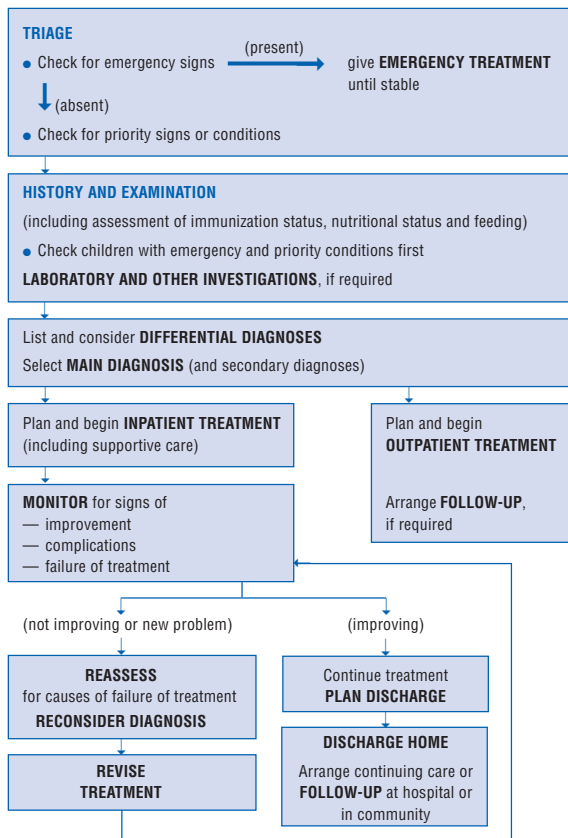 TRIAGE
● Check for emergency signs
(present)
give EMERGENCY TREATMENT
until stable
(absent)
● Check for priority signs or conditions
HISTORY AND EXAMINATION
(including assessment of immunization status, nutritional status and feeding)
● Check children with emergency and priority conditions first
LABORATORY AND OTHER INVESTIGATIONS, if required
List and consider DIFFERENTIAL DIAGNOSES
Select MAIN DIAGNOSIS (and secondary diagnoses)
Plan and begin INPATIENT TREATMENT
(including supportive care)
Plan and begin
OUTPATIENT TREATMENT
Arrange FOLLOW-UP,
if required
MONITOR for signs of
— improvement
— complications
— failure of treatment
(not improving or new problem)
(improving)
REASSESS
for causes of failure of treatment
RECONSIDER DIAGNOSIS
Continue treatment
PLAN DISCHARGE
REVISE
TREATMENT
DISCHARGE HOME
Arrange continuing care or
FOLLOW-UP at hospital or
in community